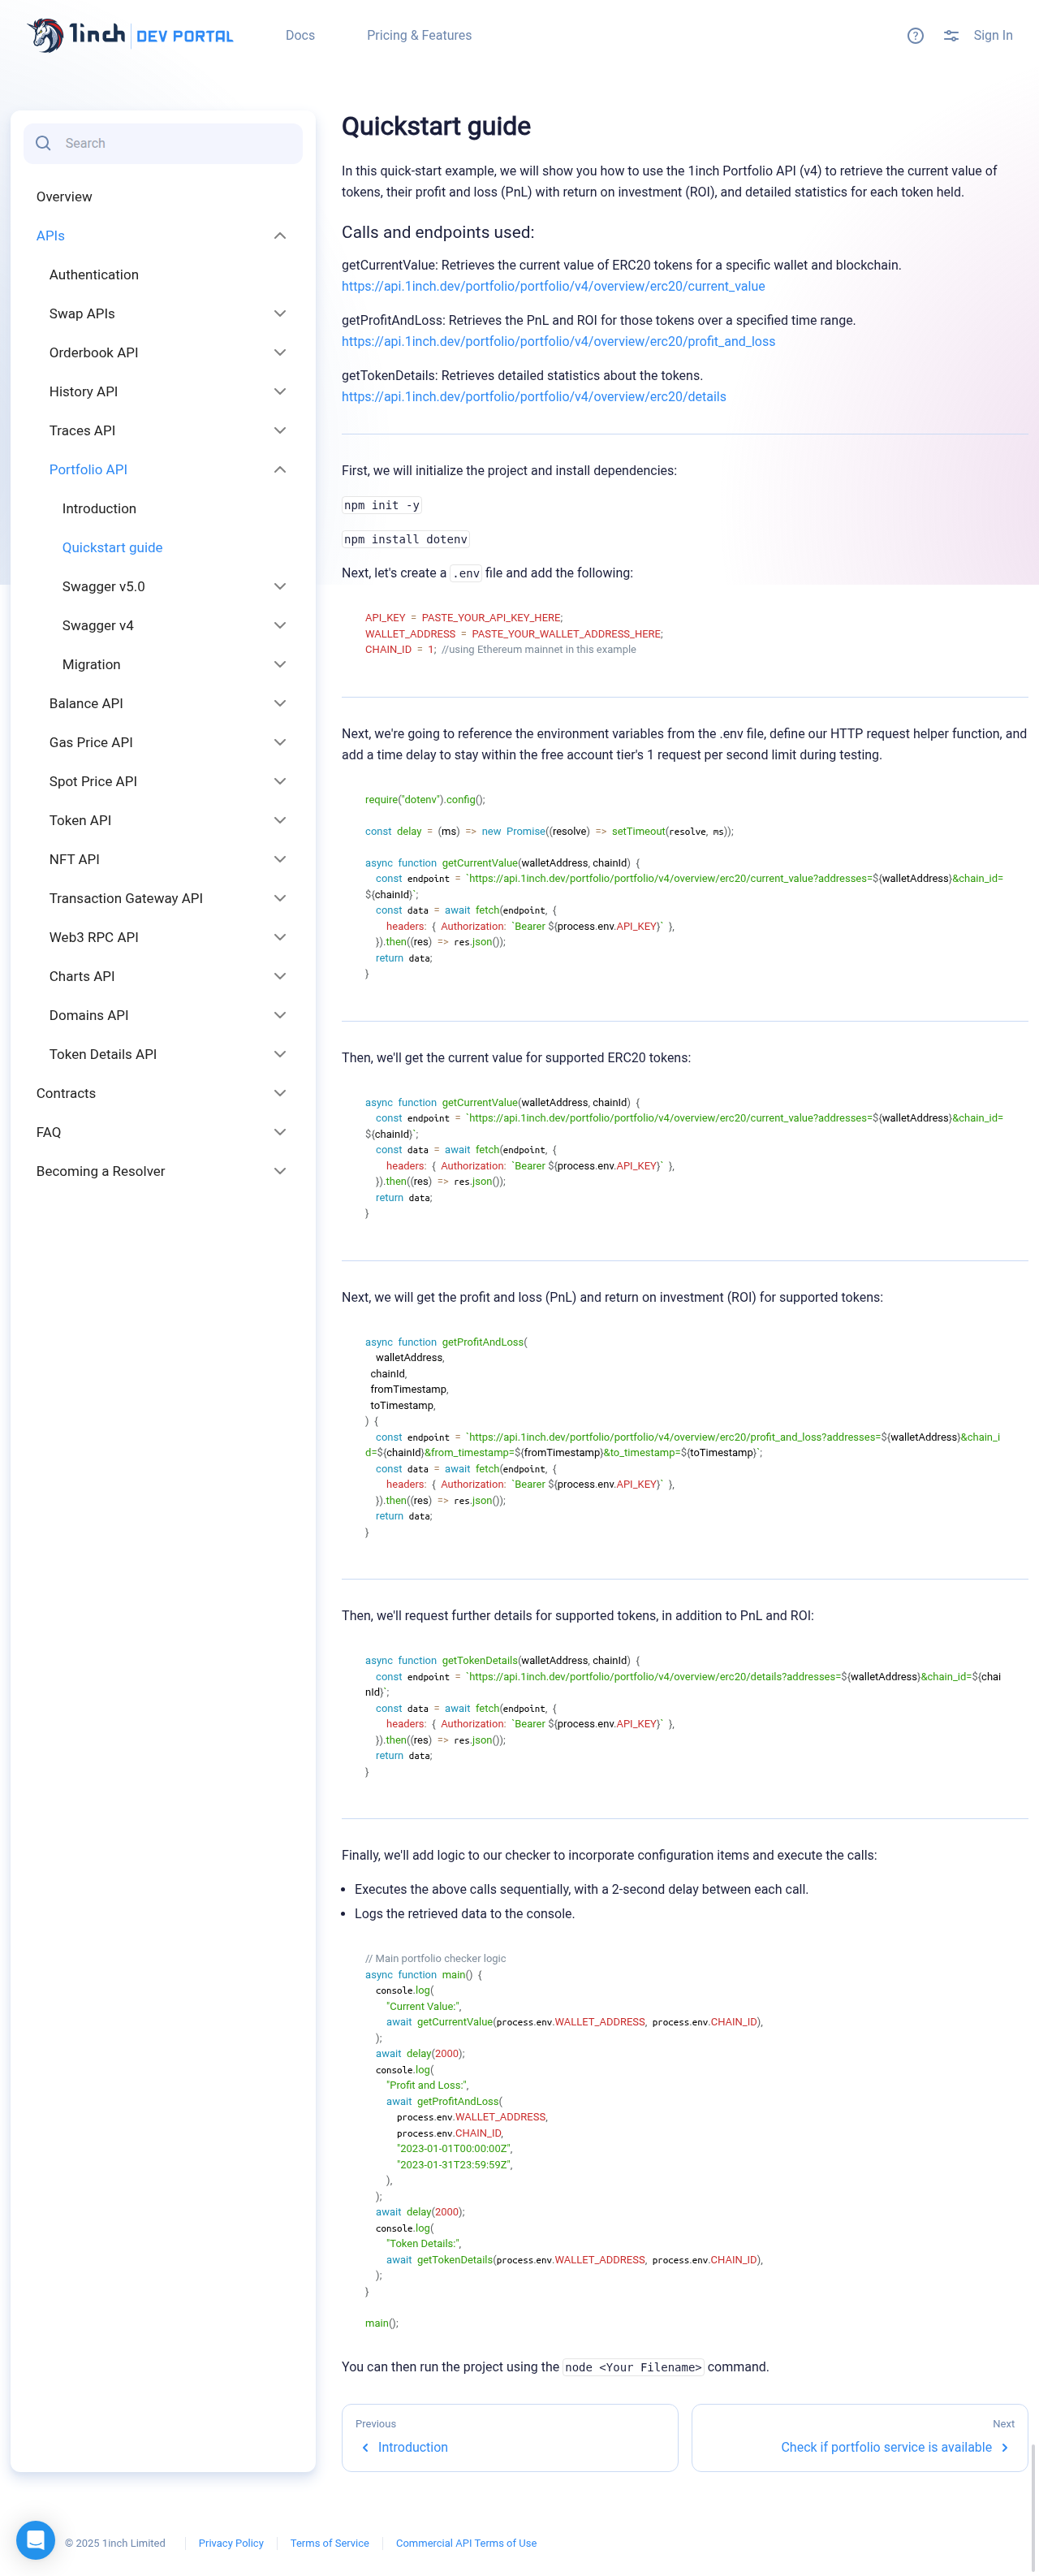 1inch DEV PORTAL
Docs
Pricing & Features
Sign In
Search
Overview
APIs
Authentication
Swap APIs
Orderbook API
History API
Traces API
Portfolio API
Introduction
Quickstart guide
Swagger v5.0
Swagger v4
Migration
Balance API
Gas Price API
Spot Price API
Token API
NFT API
Transaction Gateway API
Web3 RPC API
Charts API
Domains API
Token Details API
Contracts
FAQ
Becoming a Resolver
Quickstart guide
In this quick-start example, we will show you how to use the 1inch Portfolio API (v4) to retrieve the current value of
tokens, their profit and loss (PnL) with return on investment (ROI), and detailed statistics for each token held.
Calls and endpoints used:
getCurrentValue: Retrieves the current value of ERC20 tokens for a specific wallet and blockchain.
https://api.1inch.dev/portfolio/portfolio/v4/overview/erc20/current_value
getProfitAndLoss: Retrieves the PnL and ROI for those tokens over a specified time range.
https://api.1inch.dev/portfolio/portfolio/v4/overview/erc20/profit_and_loss
getTokenDetails: Retrieves detailed statistics about the tokens.
https://api.1inch.dev/portfolio/portfolio/v4/overview/erc20/details
First, we will initialize the project and install dependencies:
npm init -y
npm install dotenv
Next, let's create a .env file and add the following:
API_KEY = PASTE_YOUR_API_KEY_HERE;
WALLET_ADDRESS = PASTE_YOUR_WALLET_ADDRESS_HERE;
CHAIN_ID = 1; //using Ethereum mainnet in this example
Next, we're going to reference the environment variables from the .env file, define our HTTP request helper function, and
add a time delay to stay within the free account tier's 1 request per second limit during testing.
require("dotenv").config();
const delay = (ms) => new Promise((resolve) => setTimeout(resolve, ms));
async function getCurrentValue(walletAddress, chainId) {
const endpoint = `https://api.1inch.dev/portfolio/portfolio/v4/overview/erc20/current_value?addresses=${walletAddress}&chain_id=
${chainId}`;
const data = await fetch(endpoint, {
headers: { Authorization: `Bearer ${process.env.API_KEY}` },
}).then((res) => res.json());
return data;
}
Then, we'll get the current value for supported ERC20 tokens:
async function getCurrentValue(walletAddress, chainId) {
const endpoint = `https://api.1inch.dev/portfolio/portfolio/v4/overview/erc20/current_value?addresses=${walletAddress}&chain_id=
${chainId}`;
const data = await fetch(endpoint, {
headers: { Authorization: `Bearer ${process.env.API_KEY}` },
}).then((res) => res.json());
return data;
}
Next, we will get the profit and loss (PnL) and return on investment (ROI) for supported tokens:
async function getProfitAndLoss(
walletAddress,
chainId,
fromTimestamp,
toTimestamp,
) {
const endpoint = `https://api.1inch.dev/portfolio/portfolio/v4/overview/erc20/profit_and_loss?addresses=${walletAddress}&chain_i
d=${chainId}&from_timestamp=${fromTimestamp}&to_timestamp=${toTimestamp}`;
const data = await fetch(endpoint, {
headers: { Authorization: `Bearer ${process.env.API_KEY}` },
}).then((res) => res.json());
return data;
}
Then, we'll request further details for supported tokens, in addition to PnL and ROI:
async function getTokenDetails(walletAddress, chainId) {
const endpoint = `https://api.1inch.dev/portfolio/portfolio/v4/overview/erc20/details?addresses=${walletAddress}&chain_id=${chai
nId}`;
const data = await fetch(endpoint, {
headers: { Authorization: `Bearer ${process.env.API_KEY}` },
}).then((res) => res.json());
return data;
}
Finally, we'll add logic to our checker to incorporate configuration items and execute the calls:
• Executes the above calls sequentially, with a 2-second delay between each call.
• Logs the retrieved data to the console.
// Main portfolio checker logic
async function main() {
console.log(
"Current Value:",
await getCurrentValue(process.env.WALLET_ADDRESS, process.env.CHAIN_ID),
);
await delay(2000);
console.log(
"Profit and Loss:",
await getProfitAndLoss(
process.env.WALLET_ADDRESS,
process.env.CHAIN_ID,
"2023-01-01T00:00:00Z",
"2023-01-31T23:59:59Z",
),
);
await delay(2000);
console.log(
"Token Details:",
await getTokenDetails(process.env.WALLET_ADDRESS, process.env.CHAIN_ID),
);
}
main();
You can then run the project using the node <Your Filename> command.
Previous
Introduction
Next
Check if portfolio service is available
© 2025 1inch Limited
Privacy Policy
Terms of Service
Commercial API Terms of Use